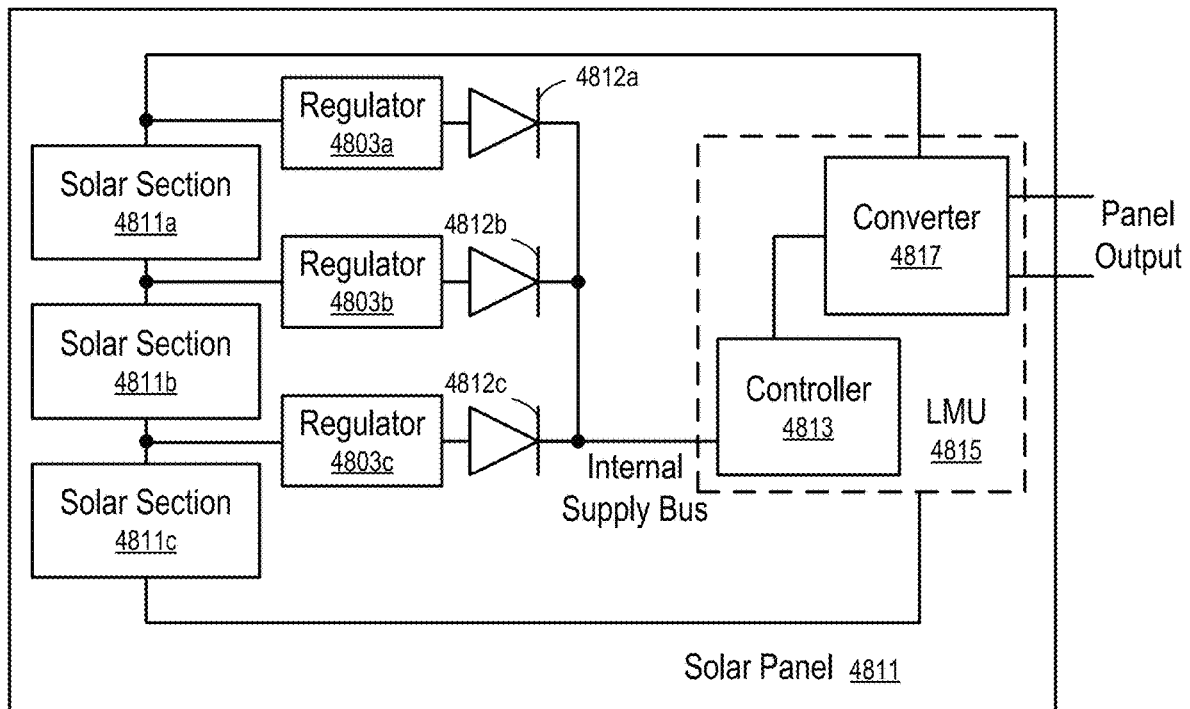 4812a
Regulator
4803a
Solar Section
4811a
4812b
Regulator
4803b
Converter
4817
Panel
Output
Solar Section
4811b
4812c
Regulator
4803c
Controller
4813
LMU
4815
Internal
Supply Bus
Solar Section
4811c
Solar Panel 4811